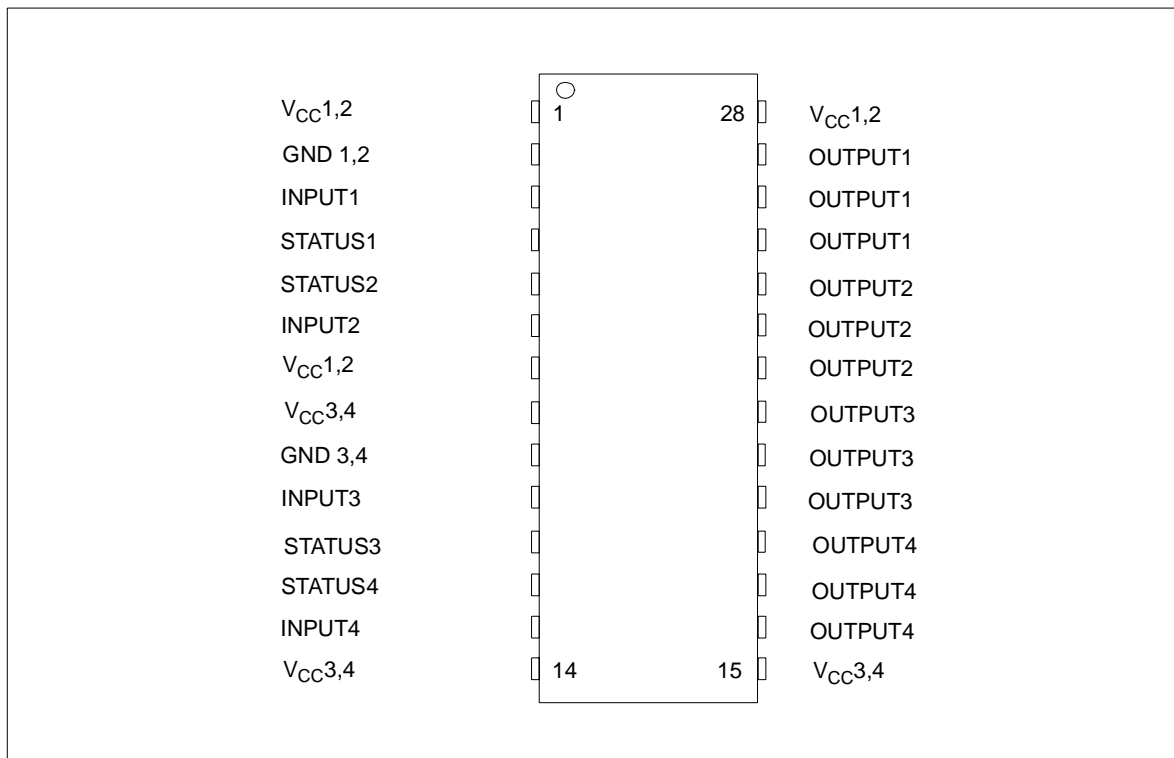 VCC1,2 1 28 VCC1,2
GND 1,2 OUTPUT1
INPUT1 OUTPUT1
STATUS1 OUTPUT1
STATUS2 OUTPUT2
INPUT2 OUTPUT2
VCC1,2 OUTPUT2
VCC3,4 OUTPUT3
GND 3,4 OUTPUT3
INPUT3 OUTPUT3
STATUS3 OUTPUT4
STATUS4 OUTPUT4
INPUT4 OUTPUT4
VCC3,4 14 15 VCC3,4